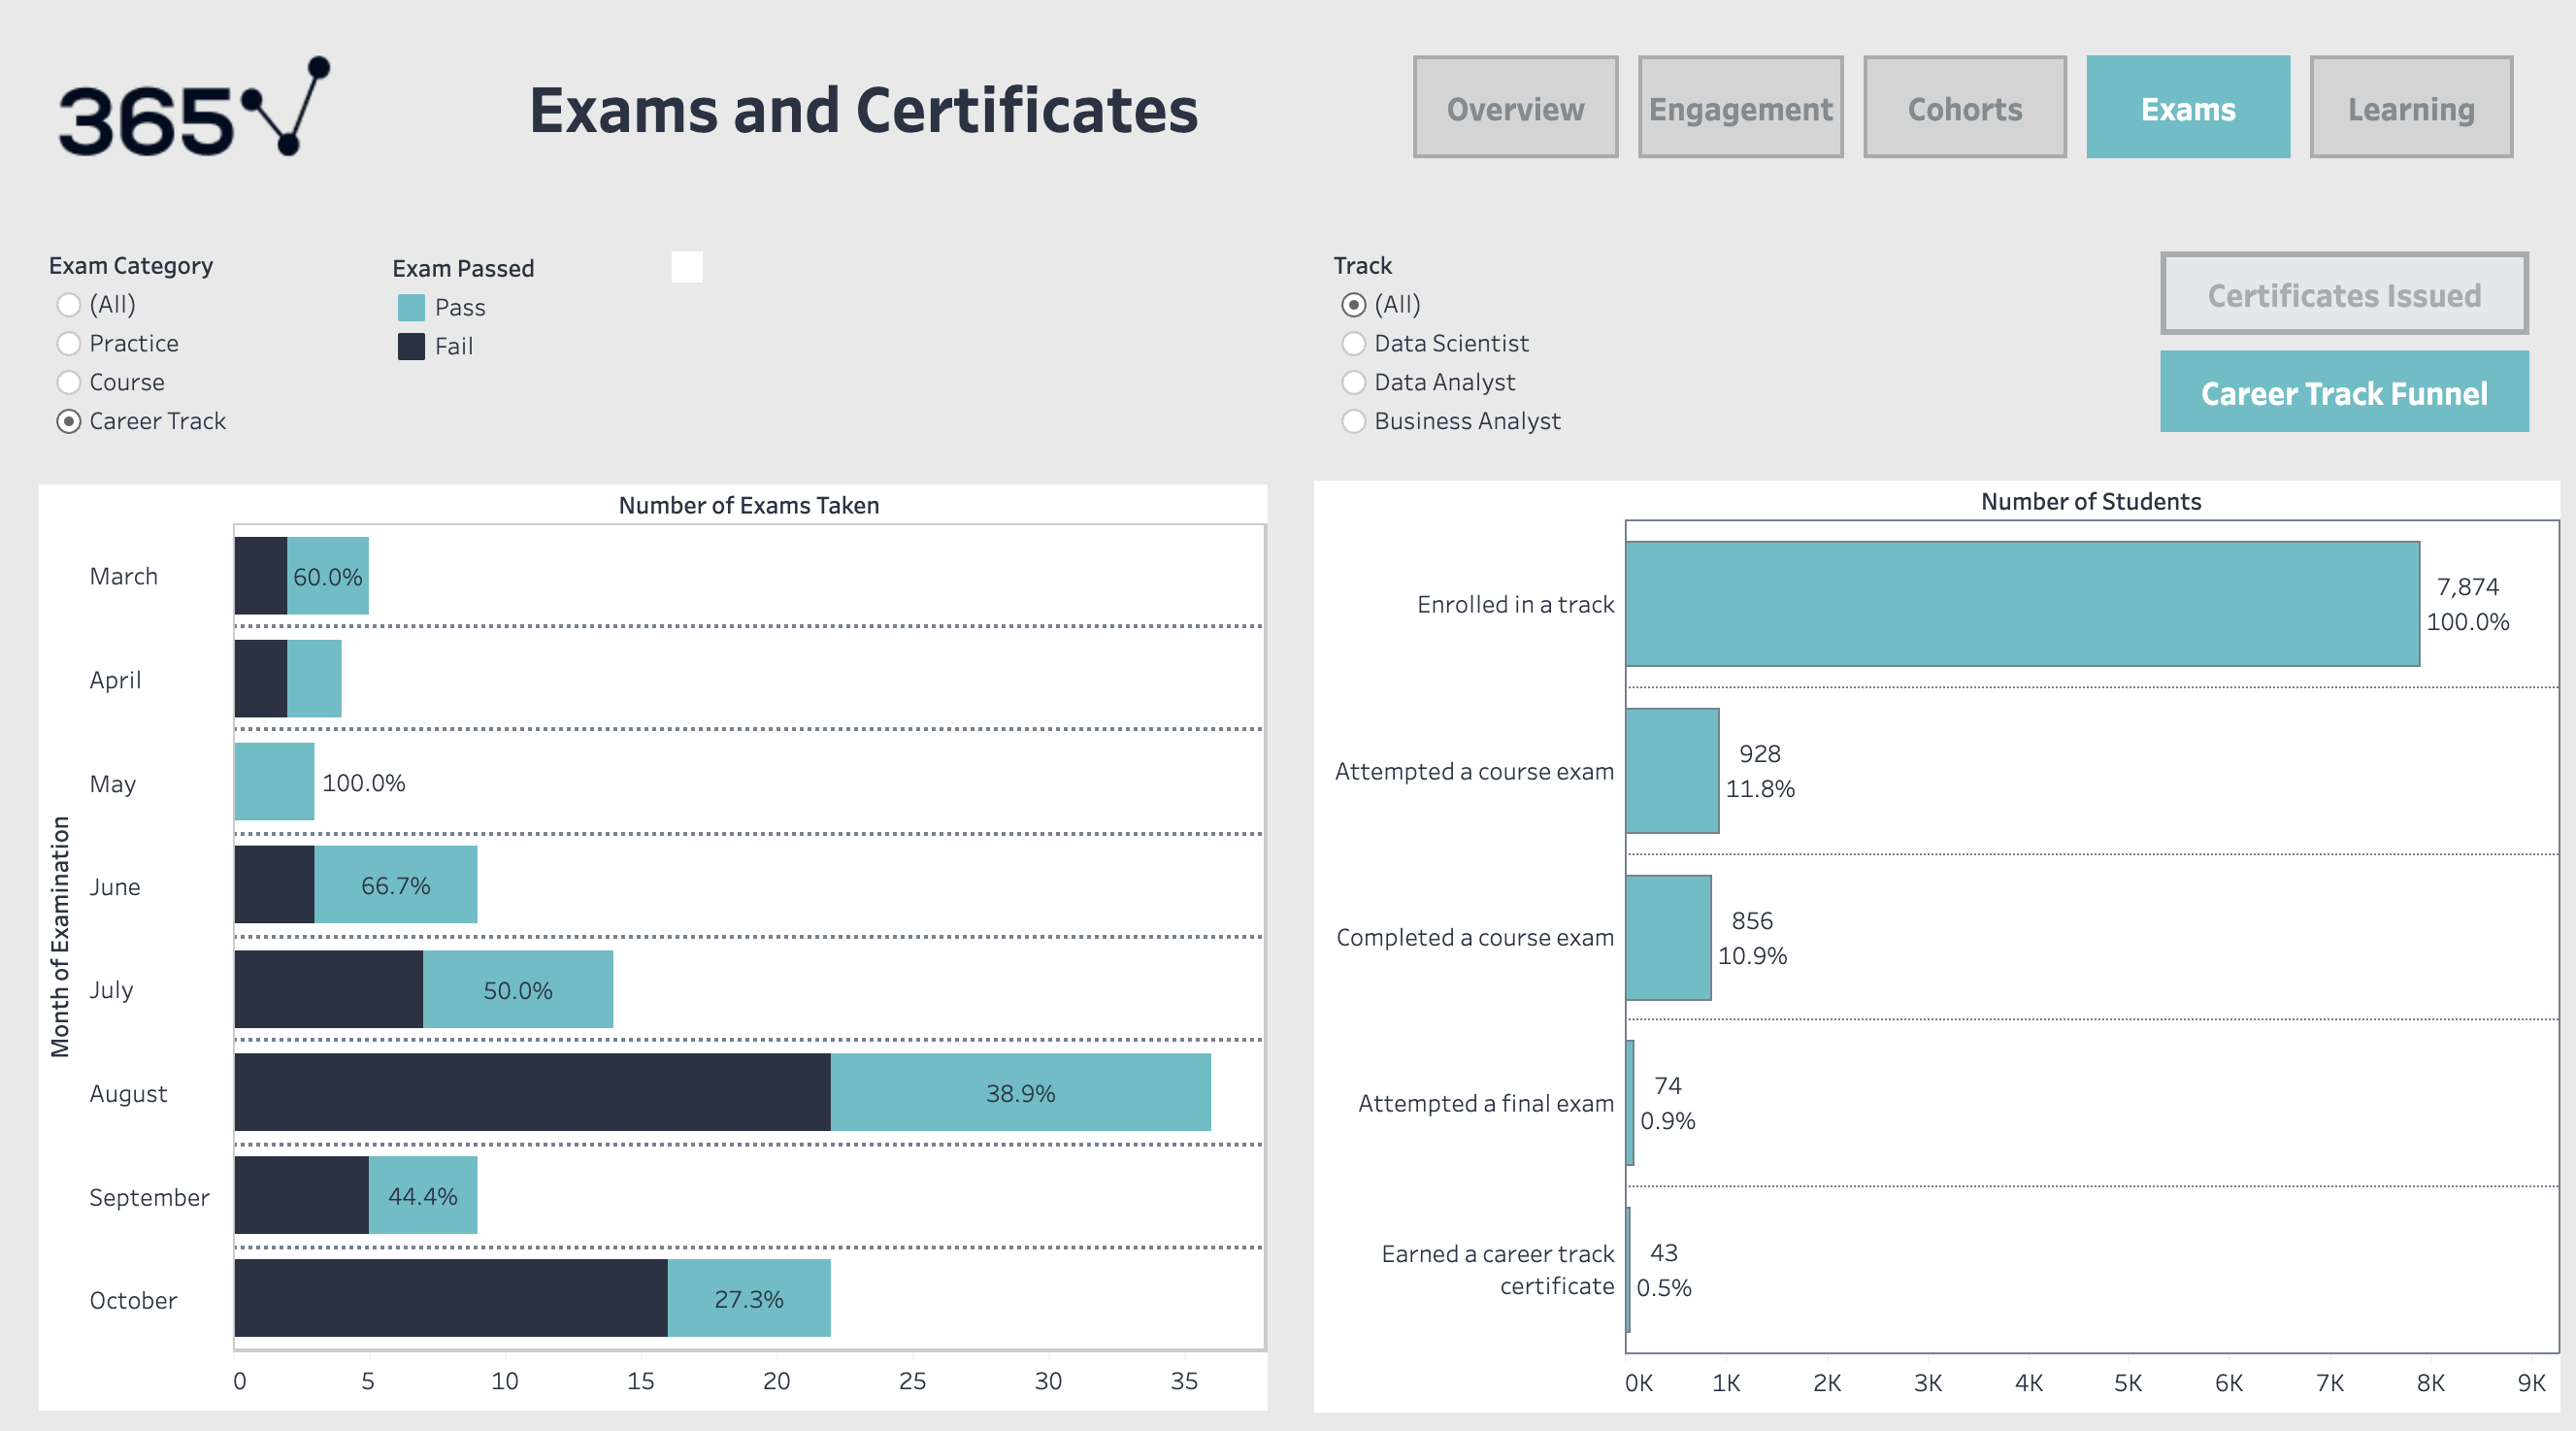 365
Exams and Certificates
Overview
Engagement
Cohorts
Exams
Learning
Exam Category
(All)
Practice
Course
Career Track
Exam Passed
Pass
Fail
Track
(All)
Data Scientist
Data Analyst
Business Analyst
Certificates Issued
Career Track Funnel
Number of Exams Taken
Month of Examination
March
60.0%
April
May
100.0%
June
66.7%
July
50.0%
August
38.9%
September
44.4%
October
27.3%
0 5 10 15 20 25 30 35
Number of Students
Enrolled in a track
7,874
100.0%
Attempted a course exam
928
11.8%
Completed a course exam
856
10.9%
Attempted a final exam
74
0.9%
Earned a career track
certificate
43
0.5%
0K 1K 2K 3K 4K 5K 6K 7K 8K 9K